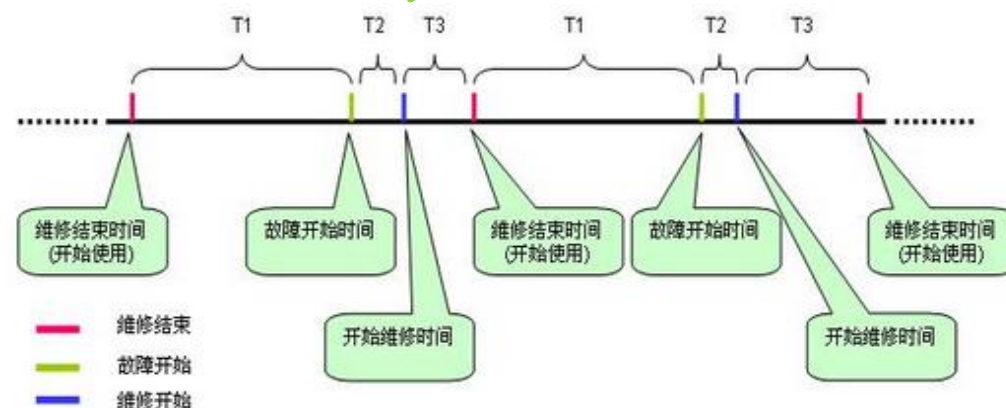 T1 T2 T3 T1 T2 T3
维修结束时间
(开始使用)
故障开始时间
维修结束时间
(开始使用)
故障开始时间
维修结束时间
(开始使用)
开始维修时间
开始维修时间
维修结束
故障开始
维修开始